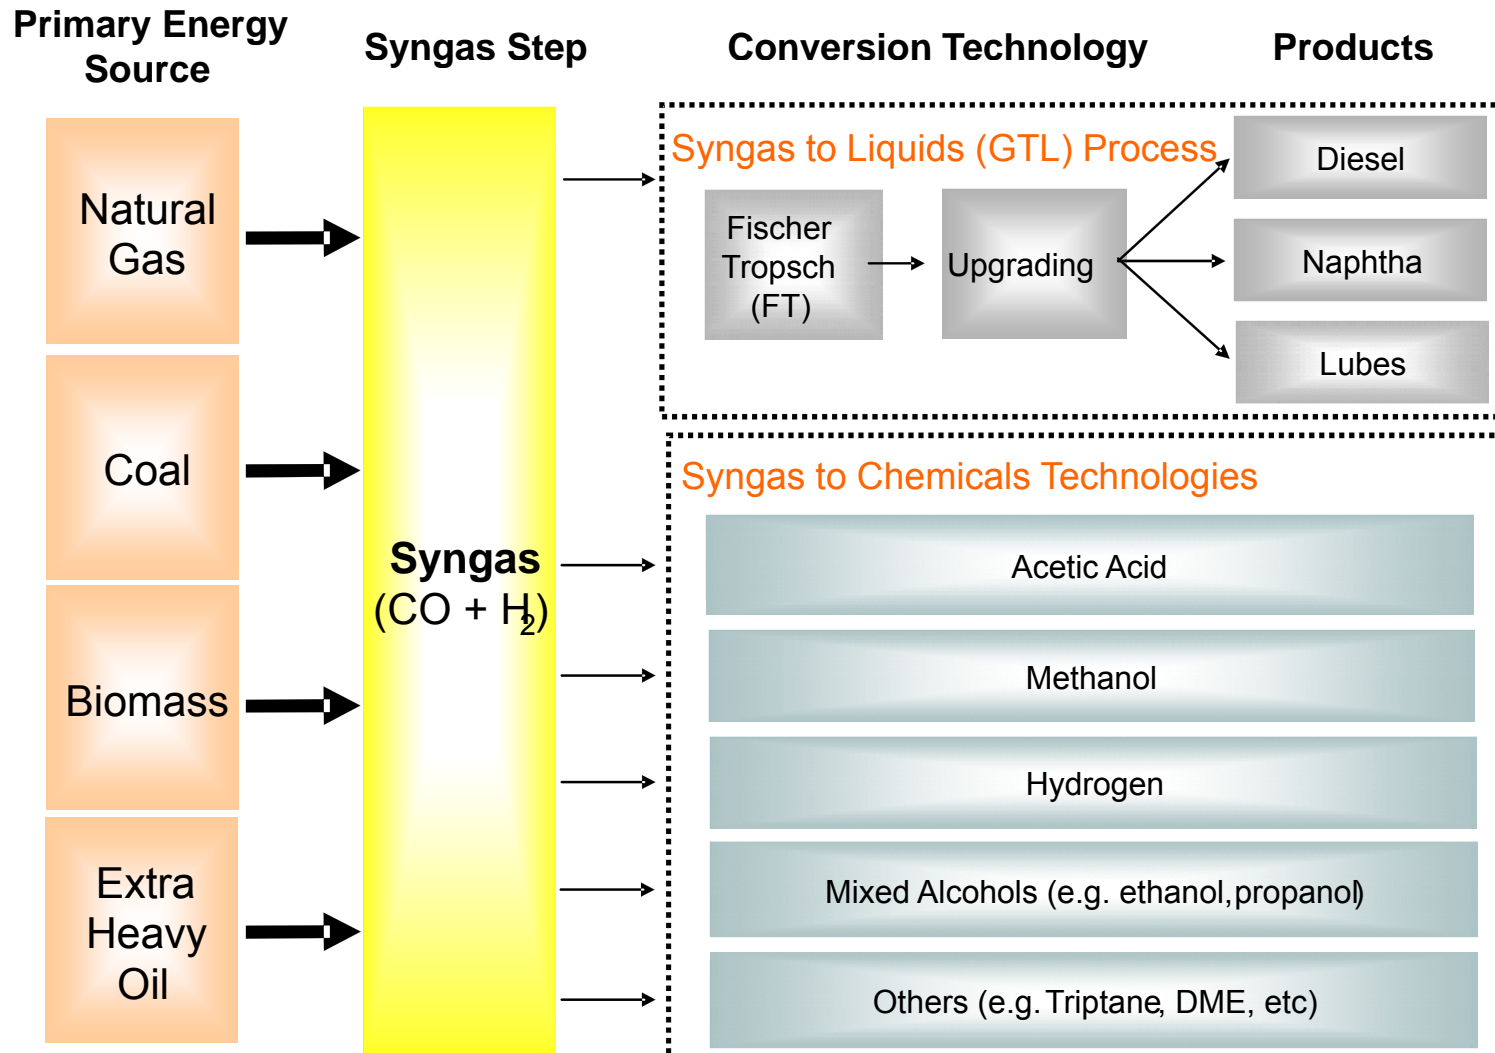 Primary Energy
Source
Syngas Step
Conversion Technology
Products
Natural
Gas
Coal
Biomass
Extra
Heavy
Oil
Syngas
(CO + H2)
Syngas to Liquids (GTL) Process
Fischer
Tropsch
(FT)
Upgrading
Diesel
Naphtha
Lubes
Syngas to Chemicals Technologies
Acetic Acid
Methanol
Hydrogen
Mixed Alcohols (e.g. ethanol,propanol)
Others (e.g. Triptane, DME, etc)